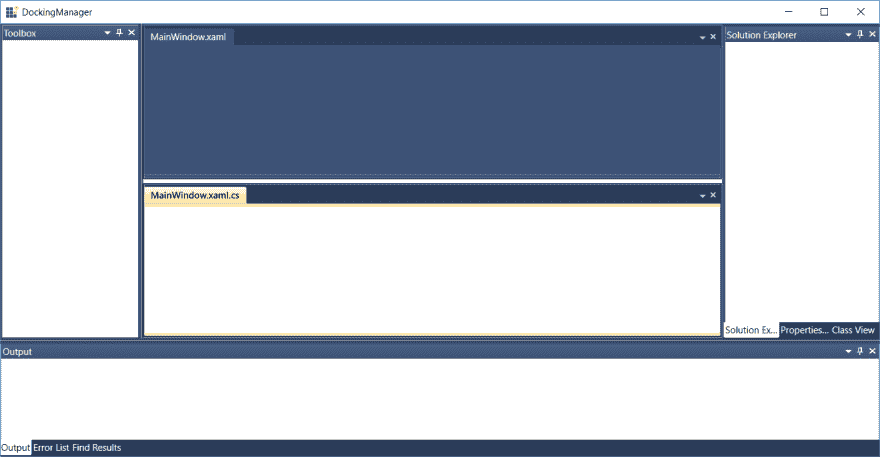 DockingManager
Toolbox
MainWindow.xaml
Solution Explorer
MainWindow.xaml.cs
Solution Ex... Properties... Class View
Output
Output Error List Find Results